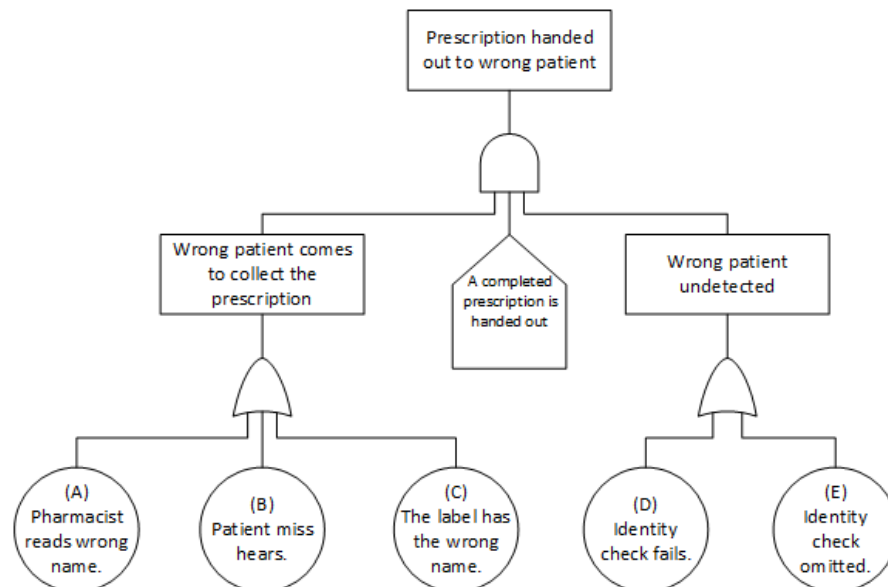 Prescription handed
out to wrong patient
Wrong patient comes
to collect the
prescription
A completed
prescription is
handed out
Wrong patient
undetected
(A)
Pharmacist
reads wrong
name.
(B)
Patient miss
hears.
(C)
The label has
the wrong
name.
(D)
Identity
check fails.
(E)
Identity
check
omitted.